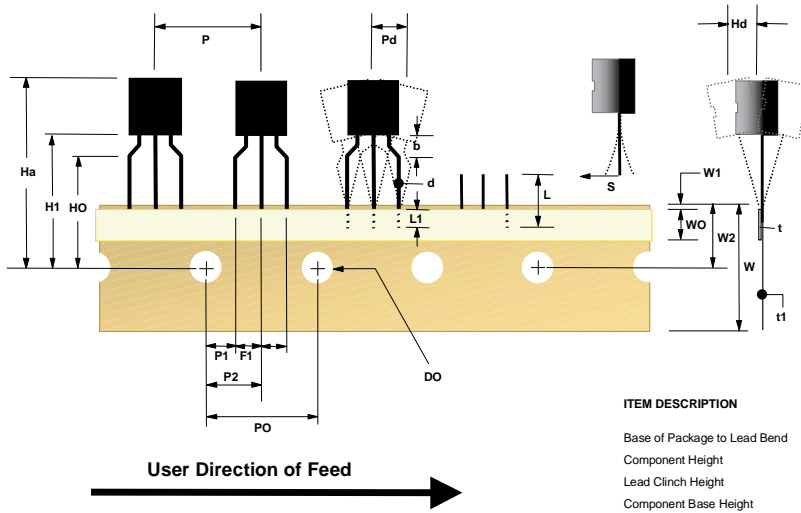 P
Pd
Hd
Ha
H1
HO
b
d
L1
L
S
W1
WO
W2
W
t
t1
P1
F1
P2
PO
DO
ITEM DESCRIPTION
Base of Package to Lead Bend
Component Height
Lead Clinch Height
Component Base Height
User Direction of Feed